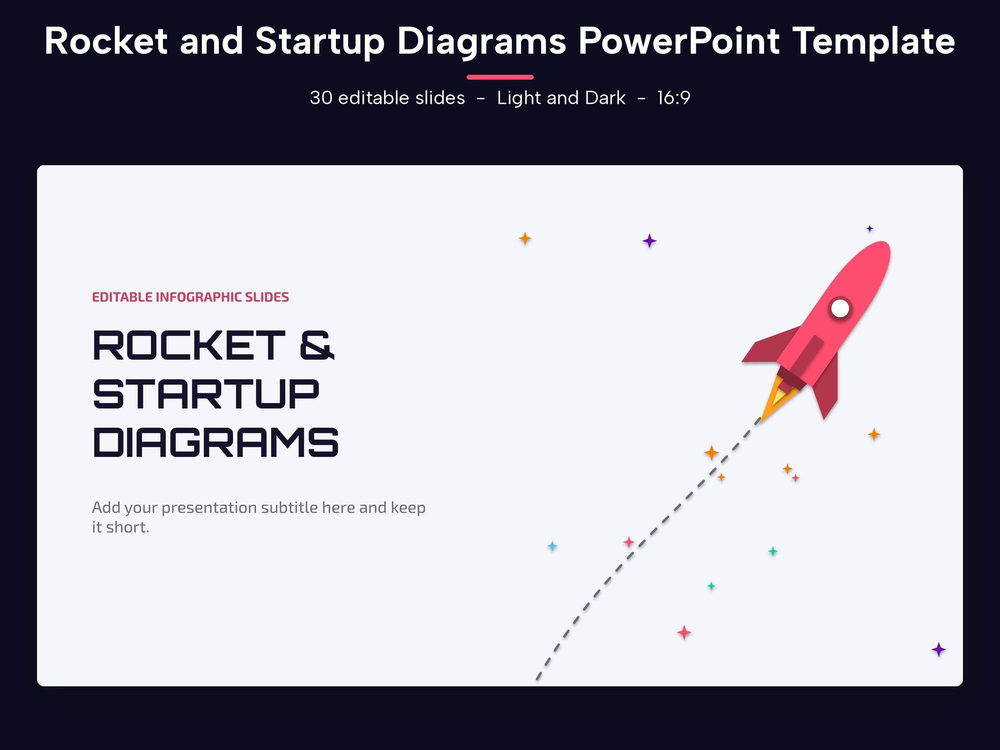 Rocket and Startup Diagrams PowerPoint Template
30 editable slides - Light and Dark - 16:9
EDITABLE INFOGRAPHIC SLIDES
ROCKET &
STARTUP
DIAGRAMS
Add your presentation subtitle here and keep
it short.